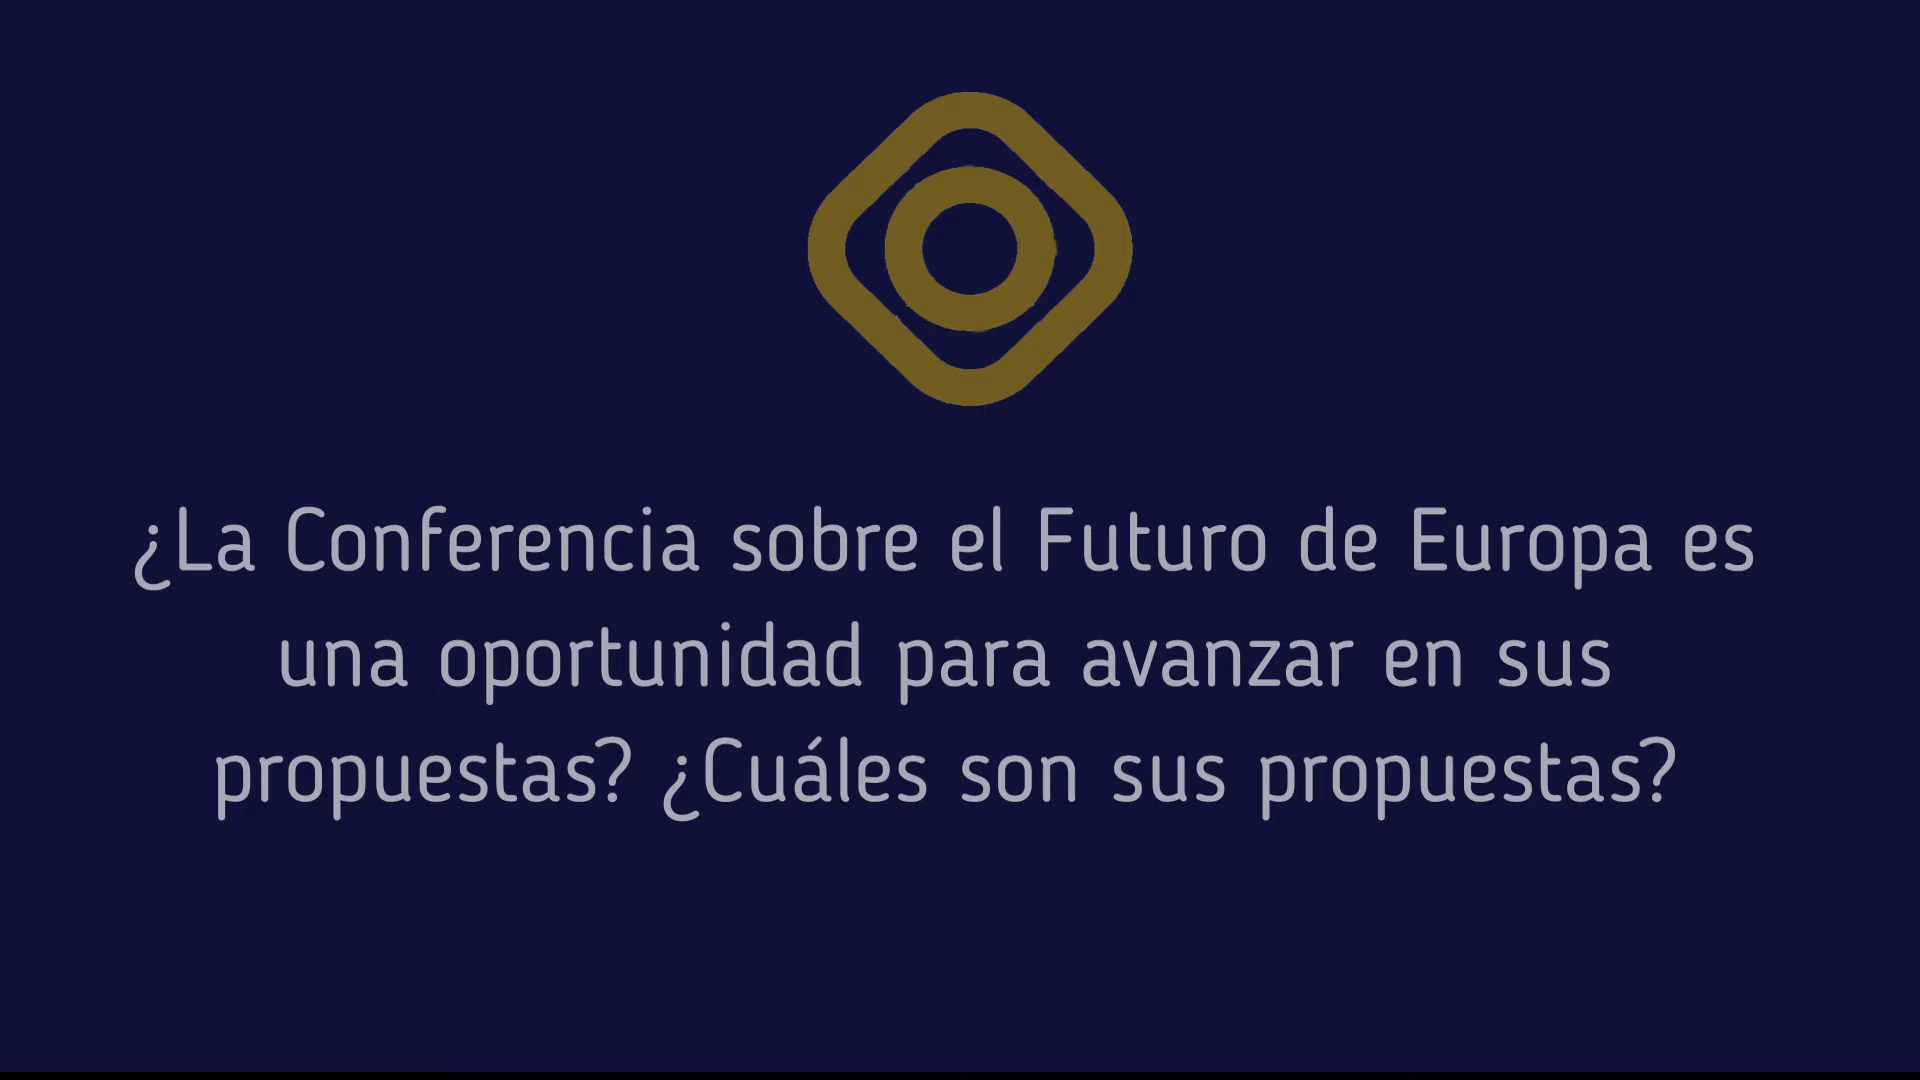 ¿La Conferencia sobre el Futuro de Europa es
una oportunidad para avanzar en sus
propuestas? ¿Cuáles son sus propuestas?